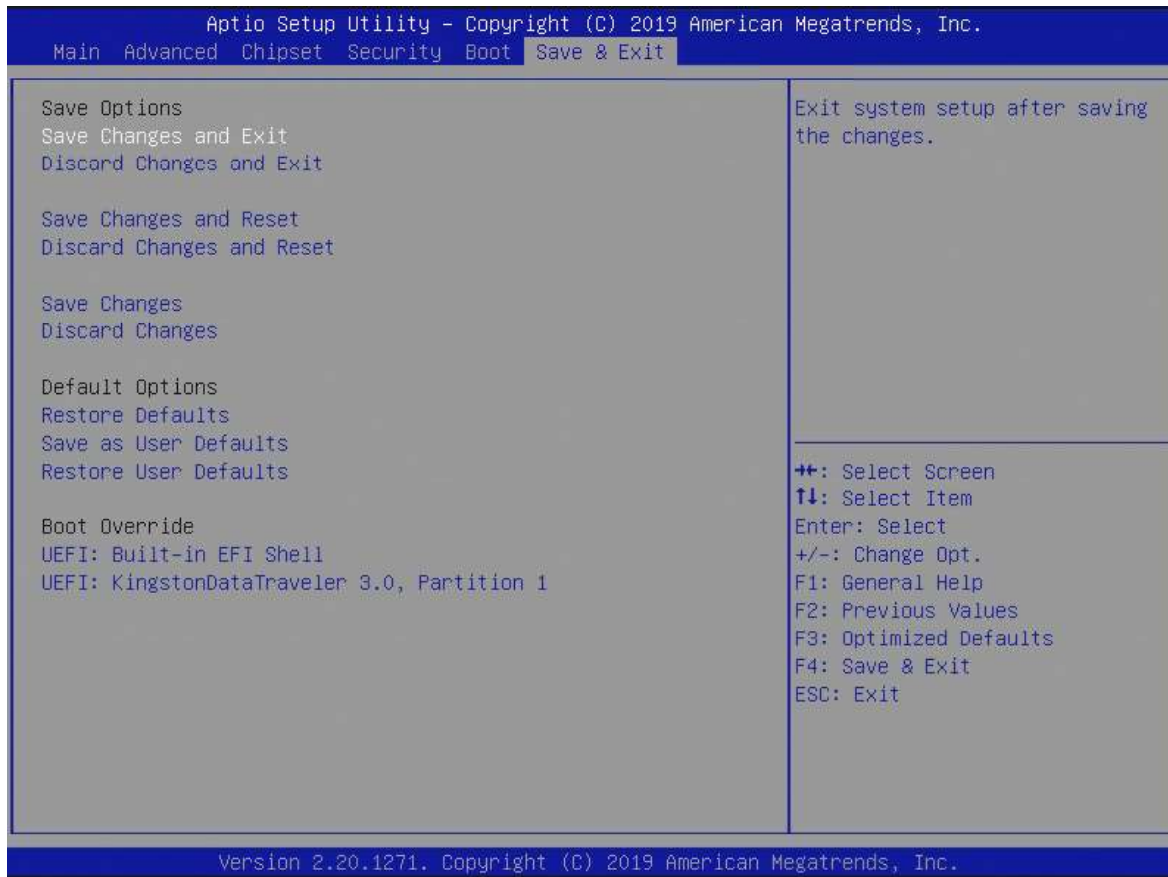 Aptio Setup Utility – Copyright (C) 2019 American Megatrends, Inc.
Main Advanced Chipset Security Boot Save & Exit
Save Options
Save Changes and Exit
Discard Changes and Exit
Save Changes and Reset
Discard Changes and Reset
Save Changes
Discard Changes
Default Options
Restore Defaults
Save as User Defaults
Restore User Defaults
Boot Override
UEFI: Built-in EFI Shell
UEFI: KingstonDataTraveler 3.0, Partition 1
Exit system setup after saving
the changes.
→←: Select Screen
↑↓: Select Item
Enter: Select
+/-: Change Opt.
F1: General Help
F2: Previous Values
F3: Optimized Defaults
F4: Save & Exit
ESC: Exit
Version 2.20.1271. Copyright (C) 2019 American Megatrends, Inc.